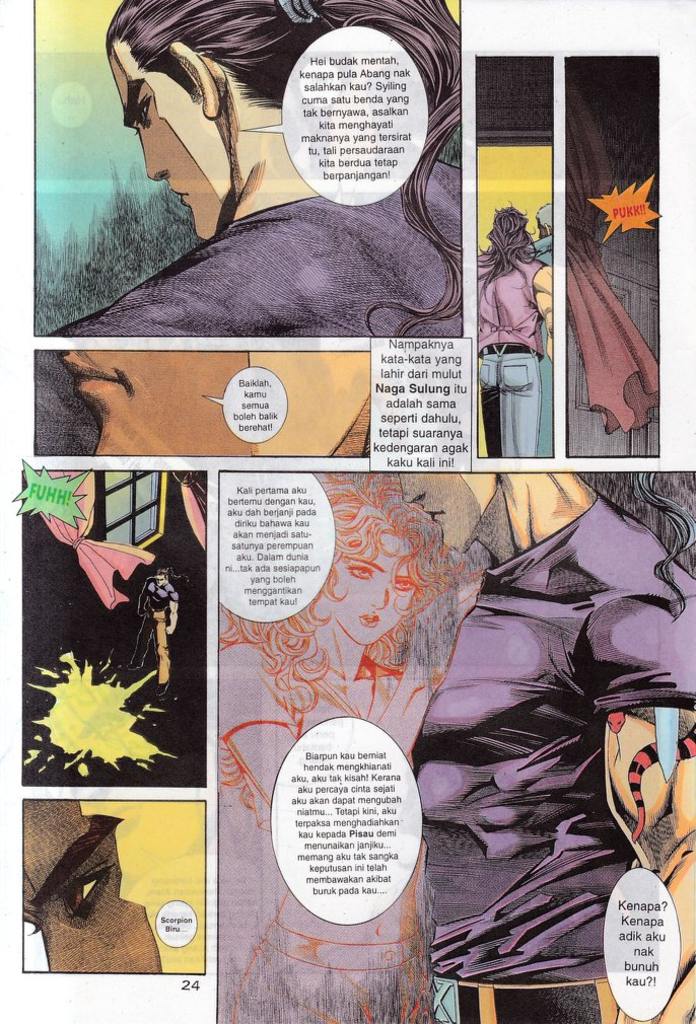 Hei budak mentah,
kenapa pula Abang nak
salahkan kau? Syiling
cuma satu benda yang
tak bernyawa, asalkan
kita menghayati
maknanya yang tersirat
tu, tali persaudaraan
kita berdua tetap
berpanjangan!
PUKK!!
Baiklah,
kamu
semua
boleh balik
berehat!
Nampaknya
kata-kata yang
lahir dari mulut
Naga Sulung itu
adalah sama
seperti dahulu,
tetapi suaranya
kedengaran agak
kaku kali ini!
FUHH!
Kali pertama aku
bertemu dengan kau,
aku dah berjanji pada
diriku bahawa kau
akan menjadi satu-
satunya perempuan
aku. Dalam dunia
ni...tak ada sesiapapun
yang boleh
menggantikan
tempat kau!
Biarpun kau berniat
hendak mengkhianati
aku, aku tak kisah! Kerana
aku percaya cinta sejati
aku akan dapat mengubah
niatmu... Tetapi kini, aku
terpaksa menghadiahkan
kau kepada Pisau demi
menunaikan janjiku...
memang aku tak sangka
keputusan ini telah
membawakan akibat
buruk pada kau....
Scorpion
Biru...
Kenapa?
Kenapa
adik aku
nak
bunuh
kau?!
24